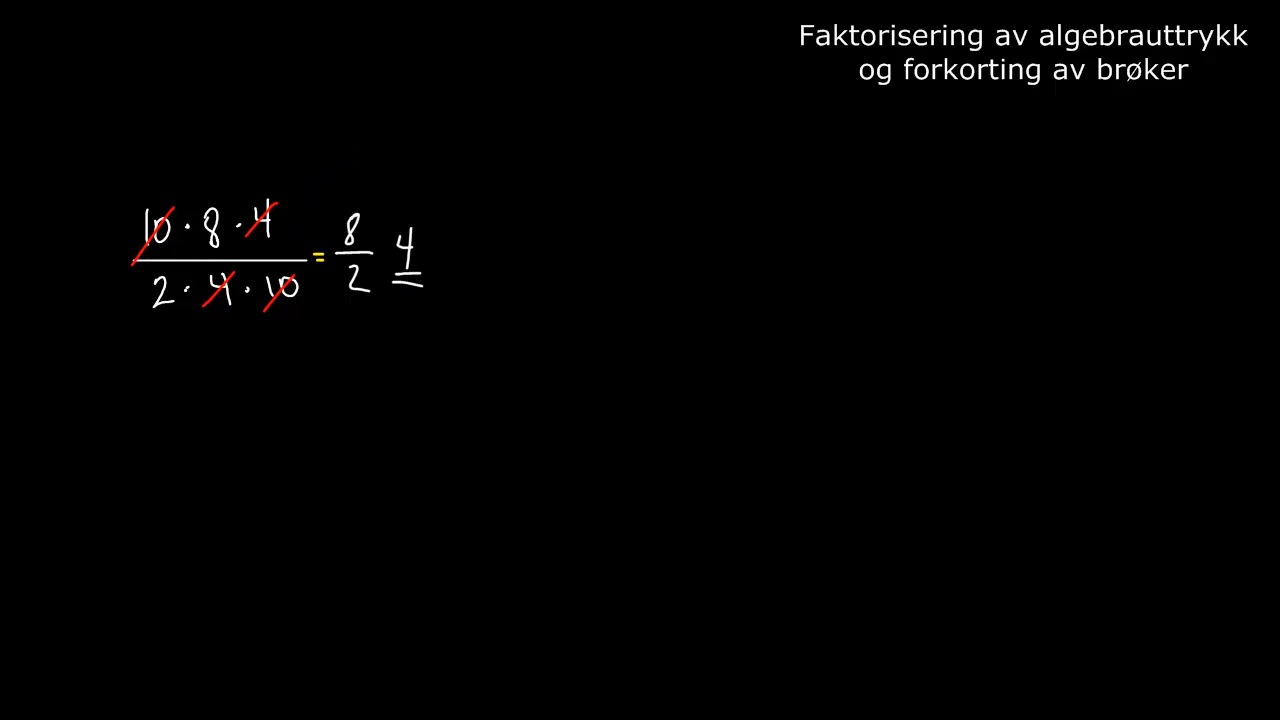 Faktorisering av algebrauttrykk
og forkorting av brøker
10 · 8 · 4
2 · 4 · 10
=
8
2
4